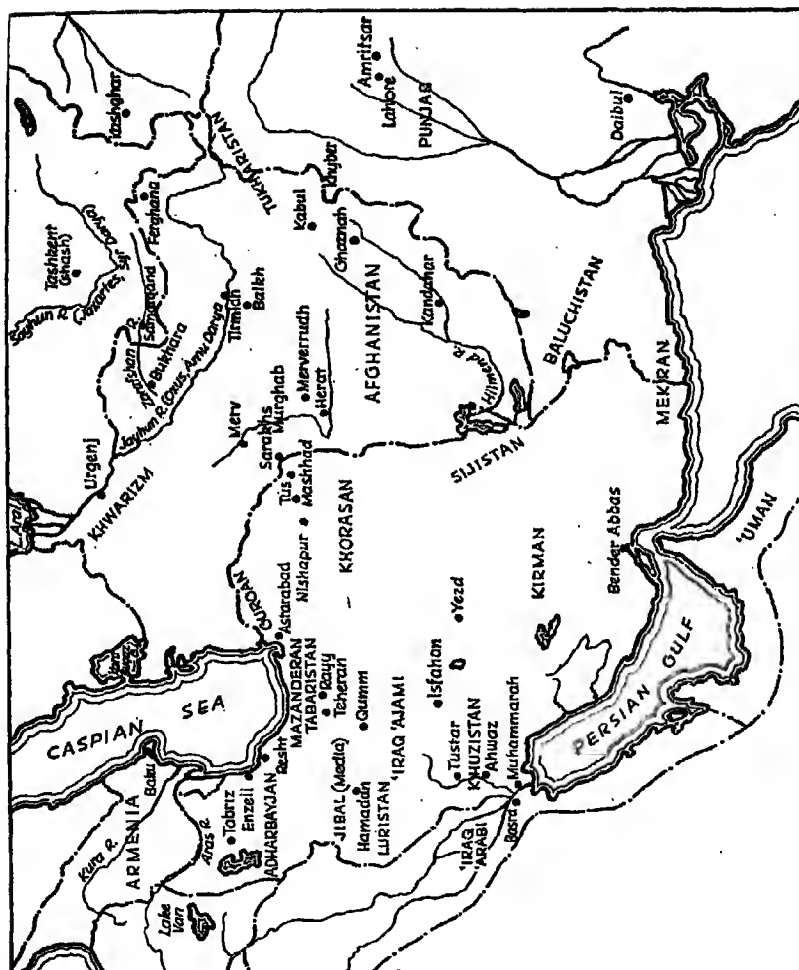 Aral
Urgenj
KHWARIZM
Sayhun R.
(Jaxartes, Syr Darya)
Tashkent
(Shash)
Kashghar
Ferghana
Samarqand
Bukhara
Jayhun R. (Oxus, Amu Darya)
Tirmidh
Balkh
TUKHARISTAN
CASPIAN
SEA
Baku
Kura R.
ARMENIA
Aras R.
Lake
Van
Tabriz
Enzeli
ADHARBAYJAN
Resht
GURGAN
Astarabad
MAZANDERAN
TABARISTAN
Rayy
Teheran
Merv
Sarakhs
Murghab
Merverrudh
Herat
Tus
Mashhad
Nishapur
KHORASAN
Kabul
Khyber
Ghaznah
AFGHANISTAN
Kandahar
Hilmend R.
Amritsar
Lahore
PUNJAB
Daibul
JIBAL (Media)
Hamadan
LURISTAN
Qumm
'IRAQ 'AJAMI
Isfahan
Yezd
SIJISTAN
BALUCHISTAN
Tustar
KHUZISTAN
Ahwaz
Muhammarah
'IRAQ
ARABI
Basra
KIRMAN
Bender Abbas
MEKIRAN
PERSIAN GULF
'UMAN